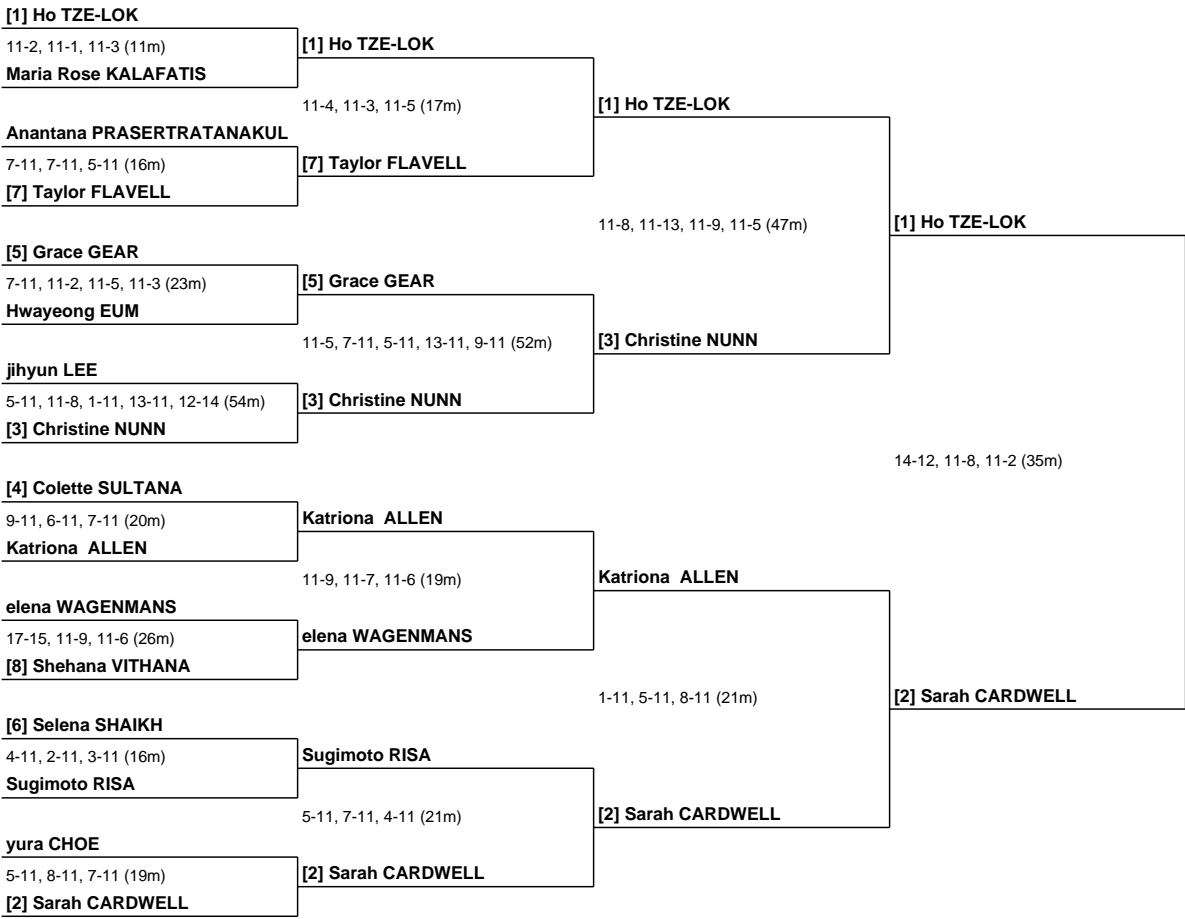 [1] Ho TZE-LOK
11-2, 11-1, 11-3 (11m)
Maria Rose KALAFATIS
Anantana PRASERTRATANAKUL
7-11, 7-11, 5-11 (16m)
[7] Taylor FLAVELL
[5] Grace GEAR
7-11, 11-2, 11-5, 11-3 (23m)
Hwayeong EUM
jihyun LEE
5-11, 11-8, 1-11, 13-11, 12-14 (54m)
[3] Christine NUNN
[4] Colette SULTANA
9-11, 6-11, 7-11 (20m)
Katriona ALLEN
elena WAGENMANS
17-15, 11-9, 11-6 (26m)
[8] Shehana VITHANA
[6] Selena SHAIKH
4-11, 2-11, 3-11 (16m)
Sugimoto RISA
yura CHOE
5-11, 8-11, 7-11 (19m)
[2] Sarah CARDWELL
[1] Ho TZE-LOK
11-4, 11-3, 11-5 (17m)
[7] Taylor FLAVELL
[5] Grace GEAR
11-5, 7-11, 5-11, 13-11, 9-11 (52m)
[3] Christine NUNN
Katriona ALLEN
11-9, 11-7, 11-6 (19m)
elena WAGENMANS
Sugimoto RISA
5-11, 7-11, 4-11 (21m)
[2] Sarah CARDWELL
[1] Ho TZE-LOK
11-8, 11-13, 11-9, 11-5 (47m)
[3] Christine NUNN
Katriona ALLEN
1-11, 5-11, 8-11 (21m)
[2] Sarah CARDWELL
[1] Ho TZE-LOK
14-12, 11-8, 11-2 (35m)
[2] Sarah CARDWELL